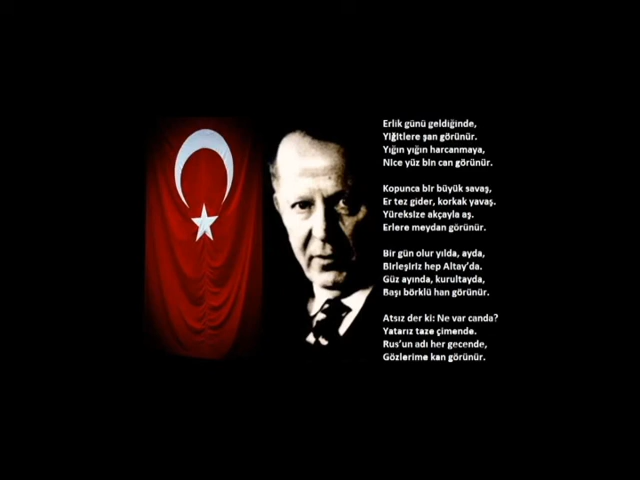 Erlik günü geldiğinde,
Yiğitlere şan görünür.
Yığın yığın harcanmaya,
Nice yüz bin can görünür.
Kopunca bir büyük savaş,
Er tez gider, korkak yavaş.
Yüreksize akçayla aş.
Erlere meydan görünür.
Bir gün olur yılda, ayda,
Birleşiriz hep Altay'da.
Güz ayında, kurultayda,
Başı börklü han görünür.
Atsız der ki: Ne var canda?
Yatarız taze çimende.
Rus'un adı her gecende,
Gözlerime kan görünür.